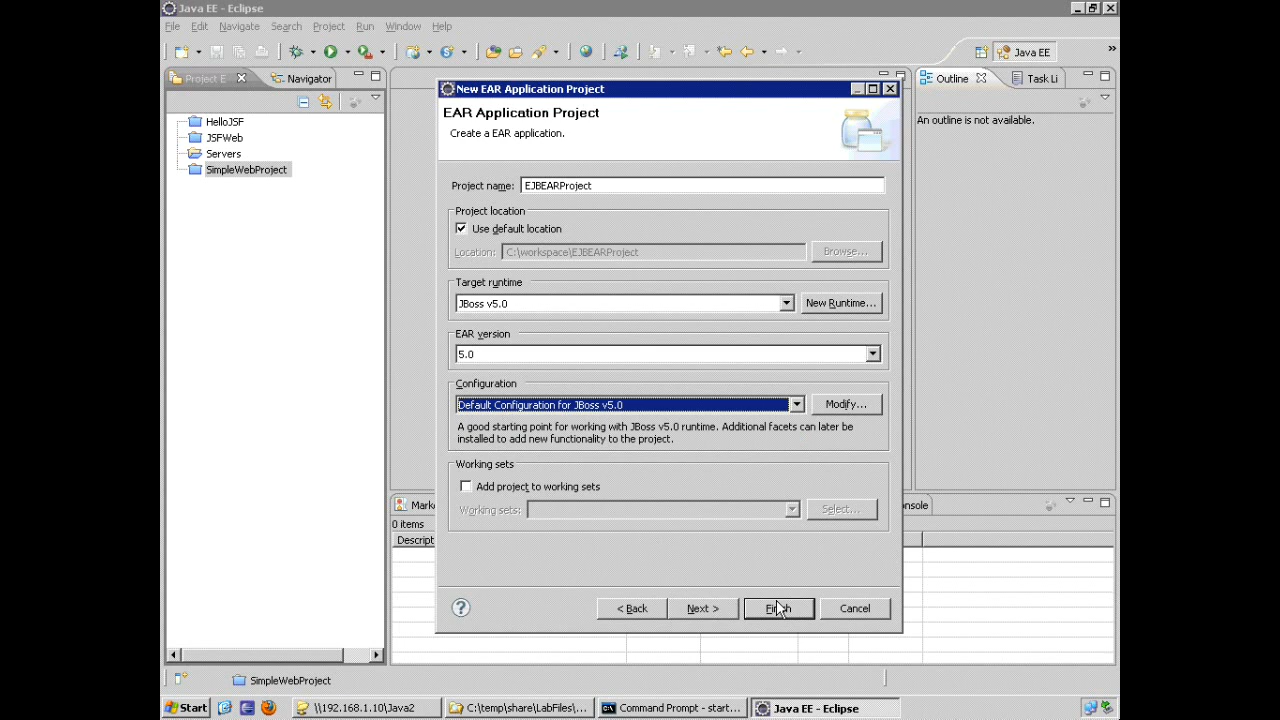 Java EE - Eclipse
File Edit Navigate Search Project Run Window Help
Java EE
»
Project E
Navigator
Outline
Task Li
HelloJSF
JSFWeb
Servers
SimpleWebProject
An outline is not available.
New EAR Application Project
EAR Application Project
Create a EAR application.
Project name: EJBEARProject
Project location
Use default location
Location: C:\workspace\EJBEARProject Browse...
Target runtime
JBoss v5.0 New Runtime...
EAR version
5.0
Configuration
Default Configuration for JBoss v5.0 Modify...
A good starting point for working with JBoss v5.0 runtime. Additional facets can later be
installed to add new functionality to the project.
Working sets
Add project to working sets
Working sets: Select...
? < Back Next > Finish Cancel
Mark
onsole
0 items
Descript
SimpleWebProject
Start
\\192.168.1.10\Java2
C:\temp\share\LabFiles\...
Command Prompt - start...
Java EE - Eclipse